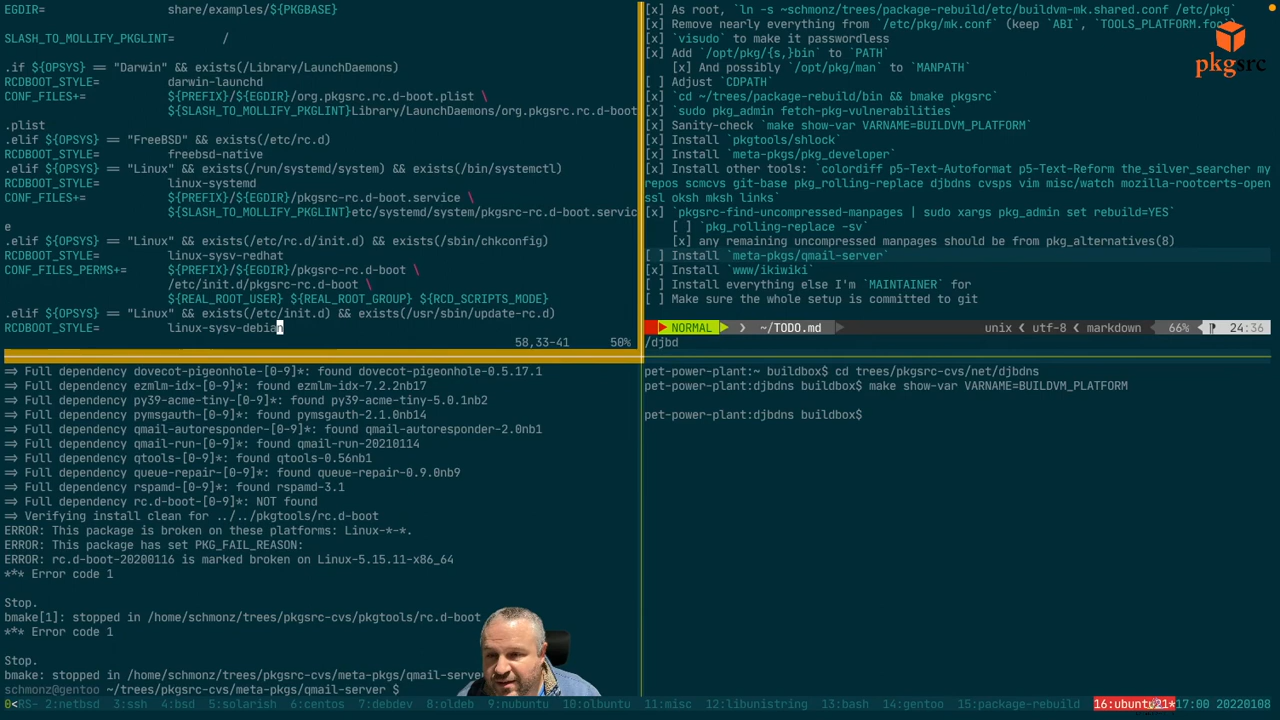 EGDIR=                  share/examples/${PKGBASE}
SLASH_TO_MOLLIFY_PKGLINT=       /
.if ${OPSYS} == "Darwin" && exists(/Library/LaunchDaemons)
RCDBOOT_STYLE=          darwin-launchd
CONF_FILES+=            ${PREFIX}/${EGDIR}/org.pkgsrc.rc.d-boot.plist \
                        ${SLASH_TO_MOLLIFY_PKGLINT}Library/LaunchDaemons/org.pkgsrc.rc.d-boot
.plist
.elif ${OPSYS} == "FreeBSD" && exists(/etc/rc.d)
RCDBOOT_STYLE=          freebsd-native
.elif ${OPSYS} == "Linux" && exists(/run/systemd/system) && exists(/bin/systemctl)
RCDBOOT_STYLE=          linux-systemd
CONF_FILES+=            ${PREFIX}/${EGDIR}/pkgsrc-rc.d-boot.service \
                        ${SLASH_TO_MOLLIFY_PKGLINT}etc/systemd/system/pkgsrc-rc.d-boot.servic
e
.elif ${OPSYS} == "Linux" && exists(/etc/rc.d/init.d) && exists(/sbin/chkconfig)
RCDBOOT_STYLE=          linux-sysv-redhat
CONF_FILES_PERMS+=      ${PREFIX}/${EGDIR}/pkgsrc-rc.d-boot \
                        /etc/init.d/pkgsrc-rc.d-boot \
                        ${REAL_ROOT_USER} ${REAL_ROOT_GROUP} ${RCD_SCRIPTS_MODE}
.elif ${OPSYS} == "Linux" && exists(/etc/init.d) && exists(/usr/sbin/update-rc.d)
RCDBOOT_STYLE=          linux-sysv-debian
58,33-41        50%
[x] As root, `ln -s ~schmonz/trees/package-rebuild/etc/buildvm-mk.shared.conf /etc/pkg`
[x] Remove nearly everything from `/etc/pkg/mk.conf` (keep `ABI`, `TOOLS_PLATFORM.foo`)
[x] `visudo` to make it passwordless
[x] Add `/opt/pkg/{s,}bin` to `PATH`
    [x] And possibly `/opt/pkg/man` to `MANPATH`
[ ] Adjust `CDPATH`
[x] `cd ~/trees/package-rebuild/bin && bmake pkgsrc`
[x] `sudo pkg_admin fetch-pkg-vulnerabilities`
[x] Sanity-check `make show-var VARNAME=BUILDVM_PLATFORM`
[x] Install `pkgtools/shlock`
[x] Install `meta-pkgs/pkg_developer`
[x] Install other tools: `colordiff p5-Text-Autoformat p5-Text-Reform the_silver_searcher my
repos scmcvs git-base pkg_rolling-replace djbdns cvsps vim misc/watch mozilla-rootcerts-open
ssl oksh mksh links`
[x] `pkgsrc-find-uncompressed-manpages | sudo xargs pkg_admin set rebuild=YES`
    [ ] `pkg_rolling-replace -sv`
    [x] any remaining uncompressed manpages should be from pkg_alternatives(8)
[ ] Install `meta-pkgs/qmail-server`
[x] Install `www/ikiwiki`
[ ] Install everything else I'm `MAINTAINER` for
[ ] Make sure the whole setup is committed to git
NORMAL  ~/TODO.md  unix < utf-8 < markdown  66%  24:36
/djbd
pkgsrc
=> Full dependency dovecot-pigeonhole-[0-9]*: found dovecot-pigeonhole-0.5.17.1
=> Full dependency ezmlm-idx-[0-9]*: found ezmlm-idx-7.2.2nb17
=> Full dependency py39-acme-tiny-[0-9]*: found py39-acme-tiny-5.0.1nb2
=> Full dependency pymsgauth-[0-9]*: found pymsgauth-2.1.0nb14
=> Full dependency qmail-autoresponder-[0-9]*: found qmail-autoresponder-2.0nb1
=> Full dependency qmail-run-[0-9]*: found qmail-run-20210114
=> Full dependency qtools-[0-9]*: found qtools-0.56nb1
=> Full dependency queue-repair-[0-9]*: found queue-repair-0.9.0nb9
=> Full dependency rspamd-[0-9]*: found rspamd-3.1
=> Full dependency rc.d-boot-[0-9]*: NOT found
=> Verifying install clean for ../../pkgtools/rc.d-boot
ERROR: This package is broken on these platforms: Linux-*-*.
ERROR: This package has set PKG_FAIL_REASON:
ERROR: rc.d-boot-20200116 is marked broken on Linux-5.15.11-x86_64
*** Error code 1
Stop.
bmake[1]: stopped in /home/schmonz/trees/pkgsrc-cvs/pkgtools/rc.d-boot
*** Error code 1
Stop.
bmake: stopped in /home/schmonz/trees/pkgsrc-cvs/meta-pkgs/qmail-server
schmonz@gentoo ~/trees/pkgsrc-cvs/meta-pkgs/qmail-server $
pet-power-plant:~ buildbox$ cd trees/pkgsrc-cvs/net/djbdns
pet-power-plant:djbdns buildbox$ make show-var VARNAME=BUILDVM_PLATFORM
pet-power-plant:djbdns buildbox$
0<RS- 2:netbsd 3:ssh 4:bsd 5:solarish 6:centos 7:debdev 8:oldeb 9:nubuntu 10:olbuntu 11:misc 12:libunistring 13:bash 14:gentoo 15:package-rebuild 16:ubuntu21* 17:00 20220108